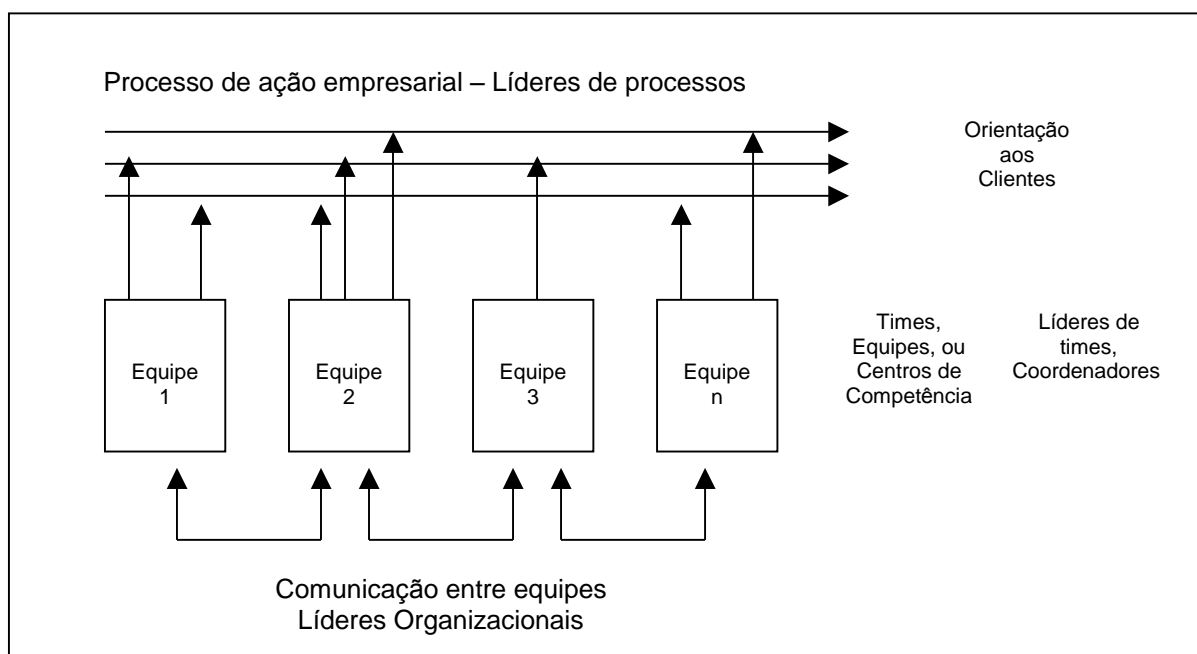 Processo de ação empresarial – Líderes de processos
Orientação
aos
Clientes
Equipe
1
Equipe
2
Equipe
3
Equipe
n
Times,
Equipes, ou
Centros de
Competência
Líderes de
times,
Coordenadores
Comunicação entre equipes
Líderes Organizacionais